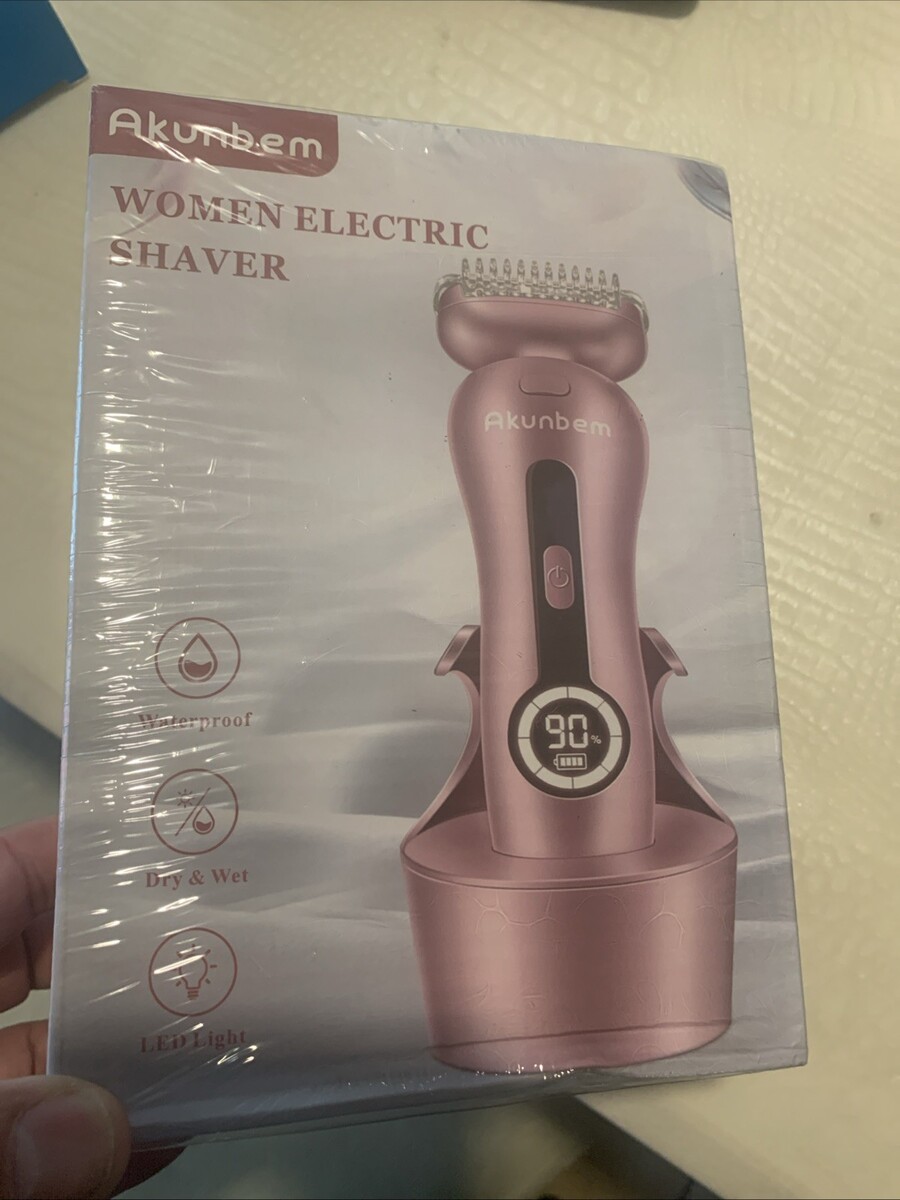 Akunbem
WOMEN ELECTRIC
SHAVER
Akunbem
90%
Waterproof
Dry & Wet
LED Light